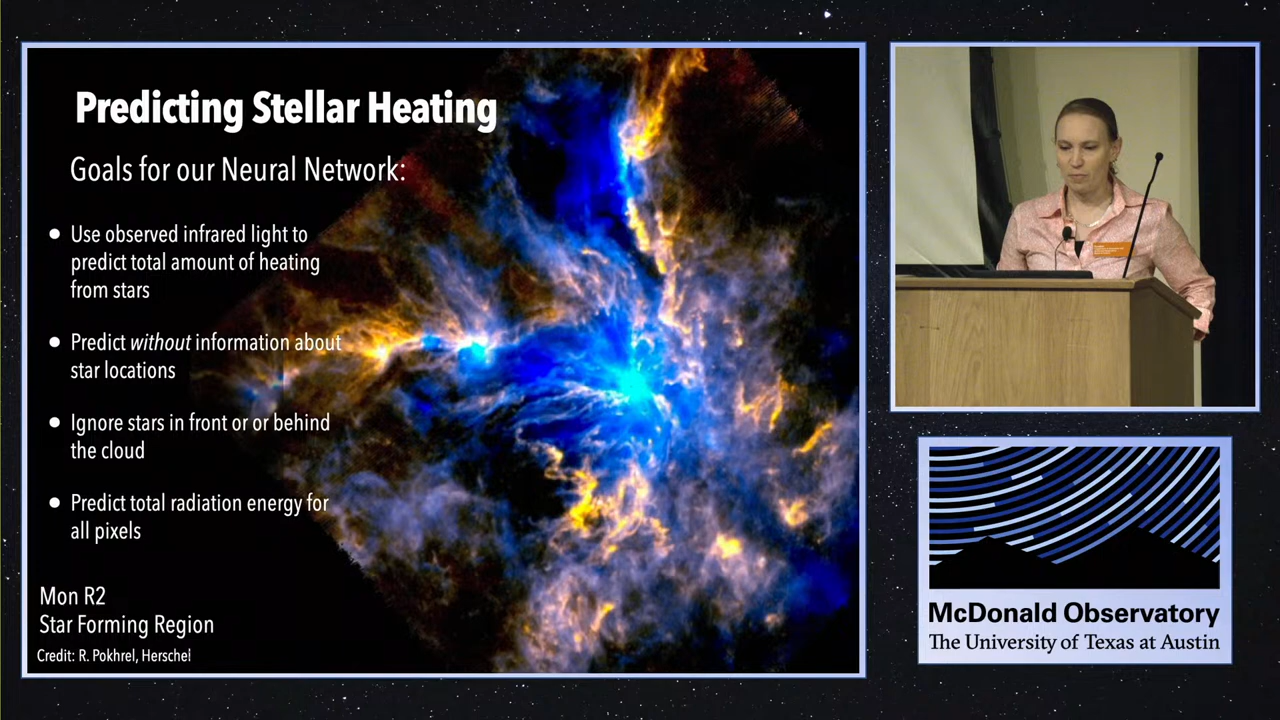 Predicting Stellar Heating
Goals for our Neural Network:
● Use observed infrared light to
predict total amount of heating
from stars
● Predict without information about
star locations
● Ignore stars in front or or behind
the cloud
● Predict total radiation energy for
all pixels
Mon R2
Star Forming Region
Credit: R. Pokhrel, Herschel
McDonald Observatory
The University of Texas at Austin